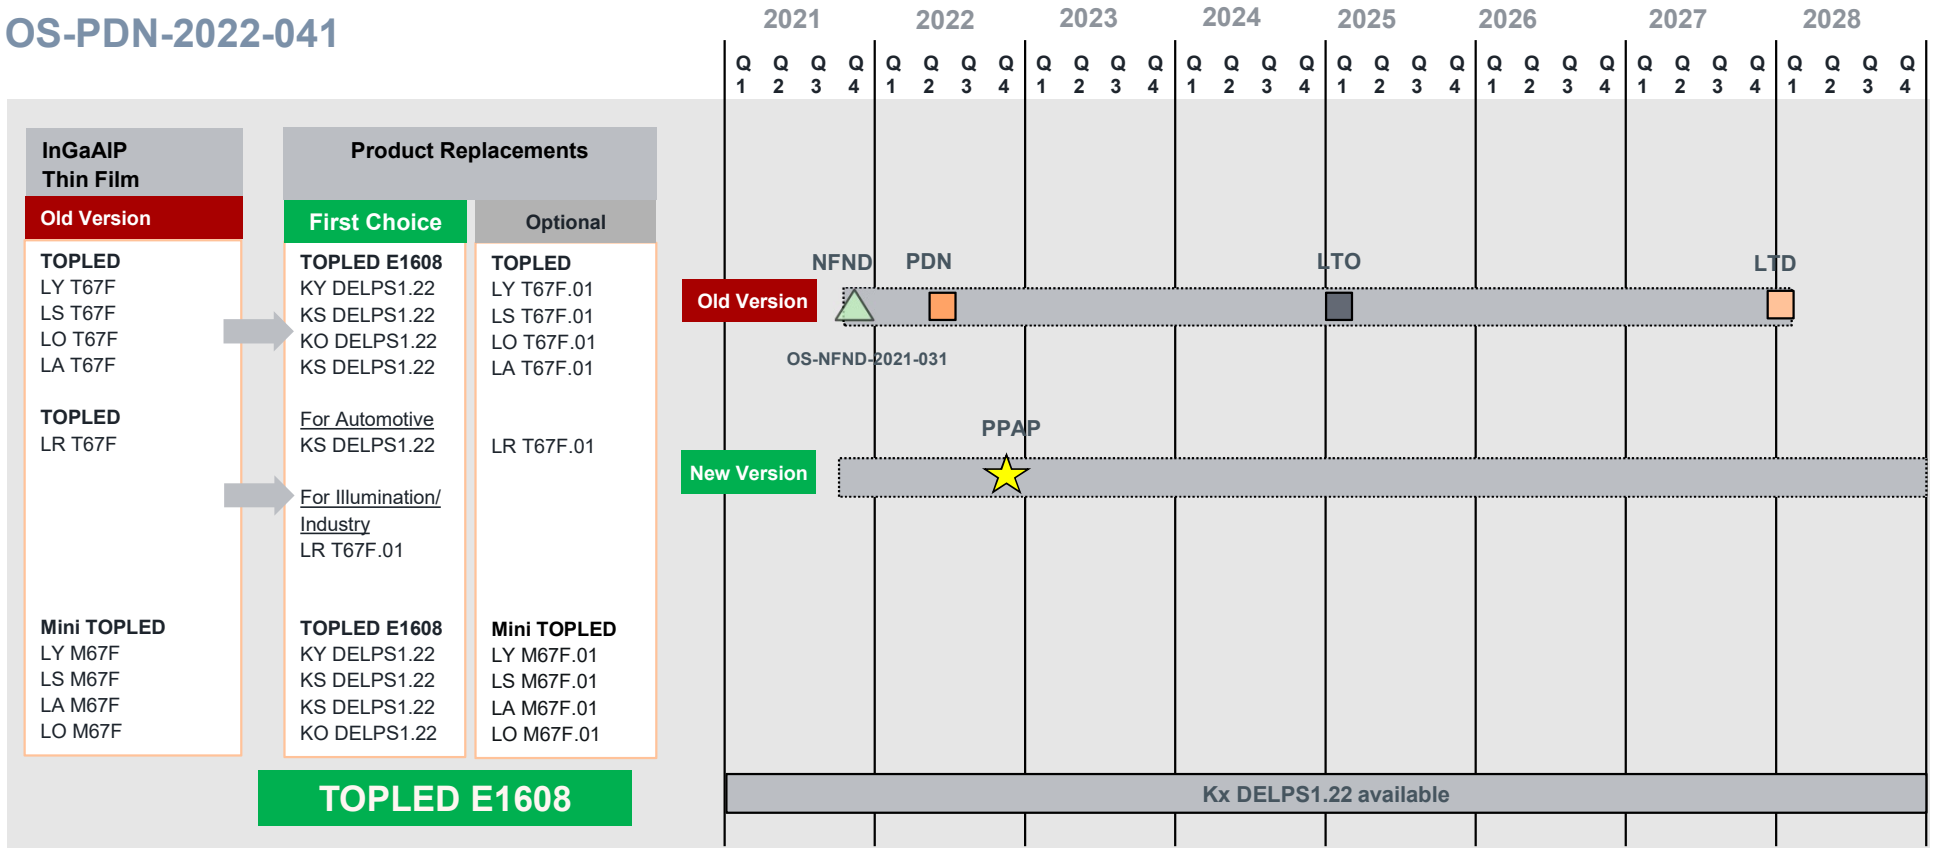 OS-PDN-2022-041
2021 2022 2023 2024 2025 2026 2027 2028
Q Q Q Q Q Q Q Q Q Q Q Q Q Q Q Q Q Q Q Q Q Q Q Q Q Q Q Q Q Q Q Q
1 2 3 4 1 2 3 4 1 2 3 4 1 2 3 4 1 2 3 4 1 2 3 4 1 2 3 4 1 2 3 4
InGaAlP
Thin Film
Old Version
TOPLED
LY T67F
LS T67F
LO T67F
LA T67F
TOPLED
LR T67F
Mini TOPLED
LY M67F
LS M67F
LA M67F
LO M67F
Product Replacements
First Choice
TOPLED E1608
KY DELPS1.22
KS DELPS1.22
KO DELPS1.22
KS DELPS1.22
For Automotive
KS DELPS1.22
For Illumination/
Industry
LR T67F.01
TOPLED E1608
KY DELPS1.22
KS DELPS1.22
KS DELPS1.22
KO DELPS1.22
Optional
TOPLED
LY T67F.01
LS T67F.01
LO T67F.01
LA T67F.01
LR T67F.01
Mini TOPLED
LY M67F.01
LS M67F.01
LA M67F.01
LO M67F.01
TOPLED E1608
NFND PDN LTO LTD
Old Version
OS-NFND-2021-031
PPAP
New Version
Kx DELPS1.22 available